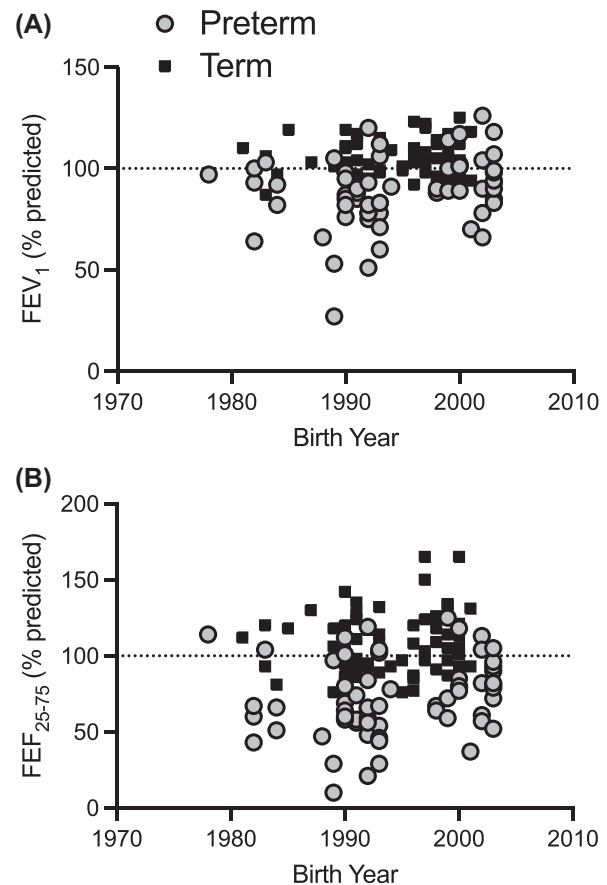 (A)
Preterm
Term
FEV1 (% predicted)
150
100
50
0
1970 1980 1990 2000 2010
Birth Year
(B)
FEF25-75 (% predicted)
200
150
100
50
0
1970 1980 1990 2000 2010
Birth Year